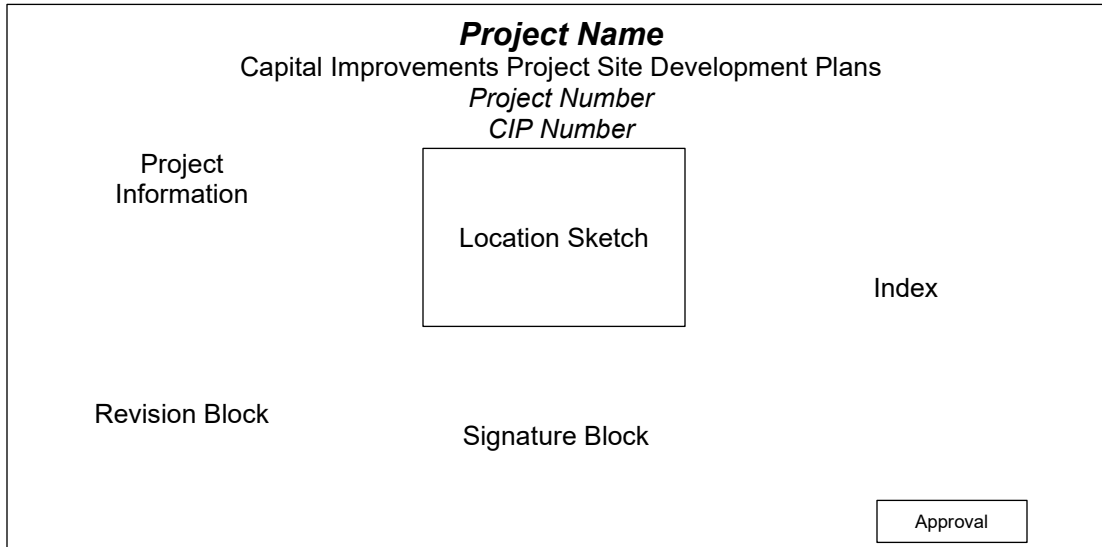 Project Name
Capital Improvements Project Site Development Plans
Project Number
CIP Number
Project
Information
Location Sketch
Index
Revision Block
Signature Block
Approval